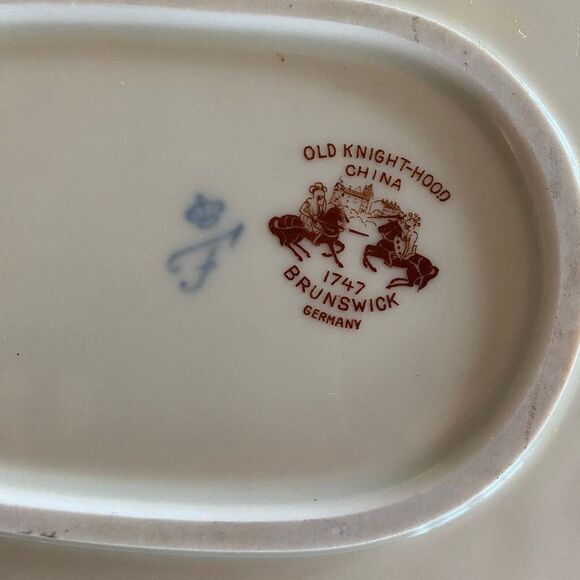 OLD KNIGHT-HOOD
CHINA
1747
BRUNSWICK
GERMANY
F